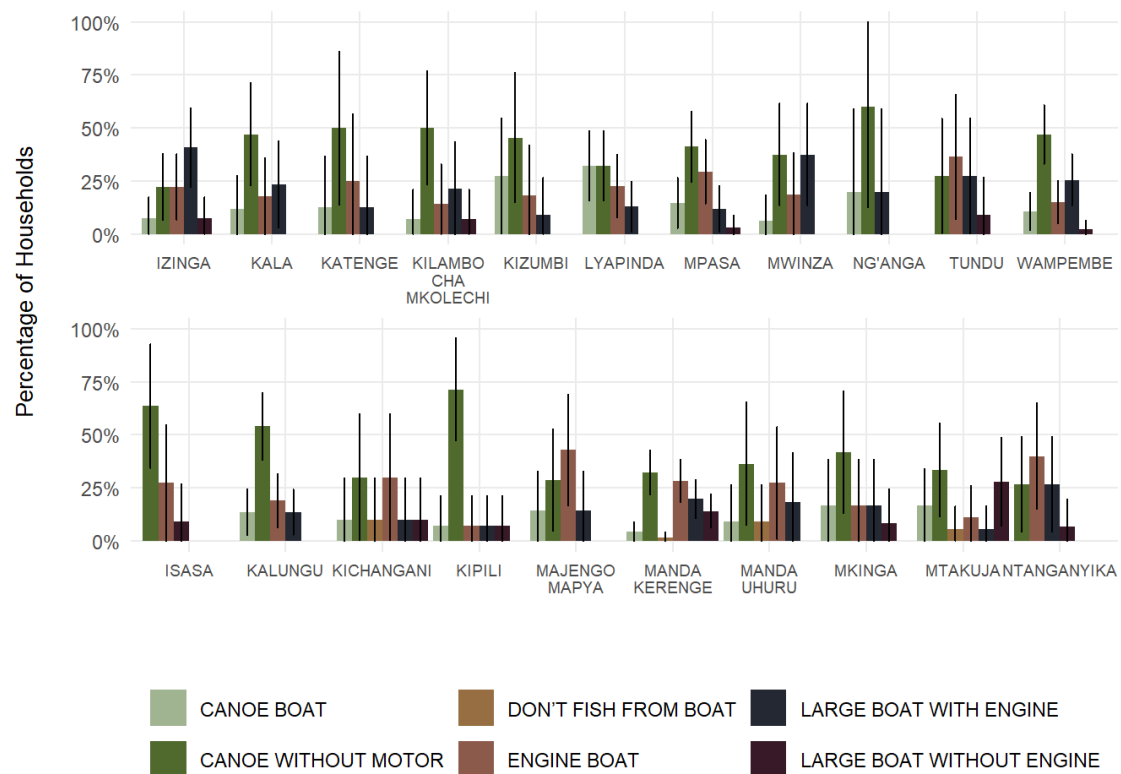 100%
75%
50%
25%
0%
IZINGA KALA KATENGE KILAMBO KIZUMBI LYAPINDA MPASA MWINZA NG'ANGA TUNDU WAMPEMBE
CHA
MKOLECHI
Percentage of Households
100%
75%
50%
25%
0%
ISASA KALUNGU KICHANGANI KIPILI MAJENGO MANDA MANDA MKINGA MTAKUJA NTANGANYIKA
MAPYA KERENGE UHURU
CANOE BOAT DON’T FISH FROM BOAT LARGE BOAT WITH ENGINE
CANOE WITHOUT MOTOR ENGINE BOAT LARGE BOAT WITHOUT ENGINE